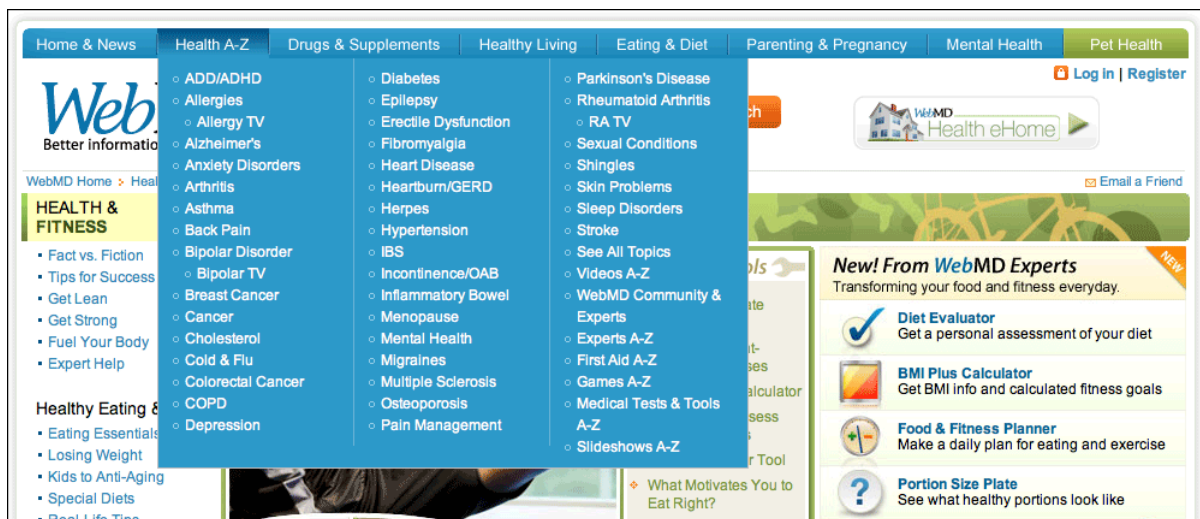 Home & News
Health A-Z
Drugs & Supplements
Healthy Living
Eating & Diet
Parenting & Pregnancy
Mental Health
Pet Health
Log in | Register
Web
Better
WebMD
Health eHome
WebMD Home
Email a Friend
ADD/ADHD
Allergies
Allergy TV
Alzheimer's
Anxiety Disorders
Arthritis
Asthma
Back Pain
Bipolar Disorder
Bipolar TV
Breast Cancer
Cancer
Cholesterol
Cold & Flu
Colorectal Cancer
COPD
Depression
Diabetes
Epilepsy
Erectile Dysfunction
Fibromyalgia
Heart Disease
Heartburn/GERD
Herpes
Hypertension
IBS
Incontinence/OAB
Inflammatory Bowel
Menopause
Mental Health
Migraines
Multiple Sclerosis
Osteoporosis
Pain Management
Parkinson's Disease
Rheumatoid Arthritis
RA TV
Sexual Conditions
Shingles
Skin Problems
Sleep Disorders
Stroke
See All Topics
Videos A-Z
WebMD Community &
Experts
Experts A-Z
First Aid A-Z
Games A-Z
Medical Tests & Tools
A-Z
Slideshows A-Z
HEALTH &
FITNESS
Fact vs. Fiction
Tips for Success
Get Lean
Get Strong
Fuel Your Body
Expert Help
Healthy Eating &
Eating Essentials
Losing Weight
Kids to Anti-Aging
Special Diets
Real-Life Tips
Tool
What Motivates You to
Eat Right?
New! From WebMD Experts
NEW
Transforming your food and fitness everyday.
Diet Evaluator
Get a personal assessment of your diet
BMI Plus Calculator
Get BMI info and calculated fitness goals
Food & Fitness Planner
Make a daily plan for eating and exercise
Portion Size Plate
See what healthy portions look like